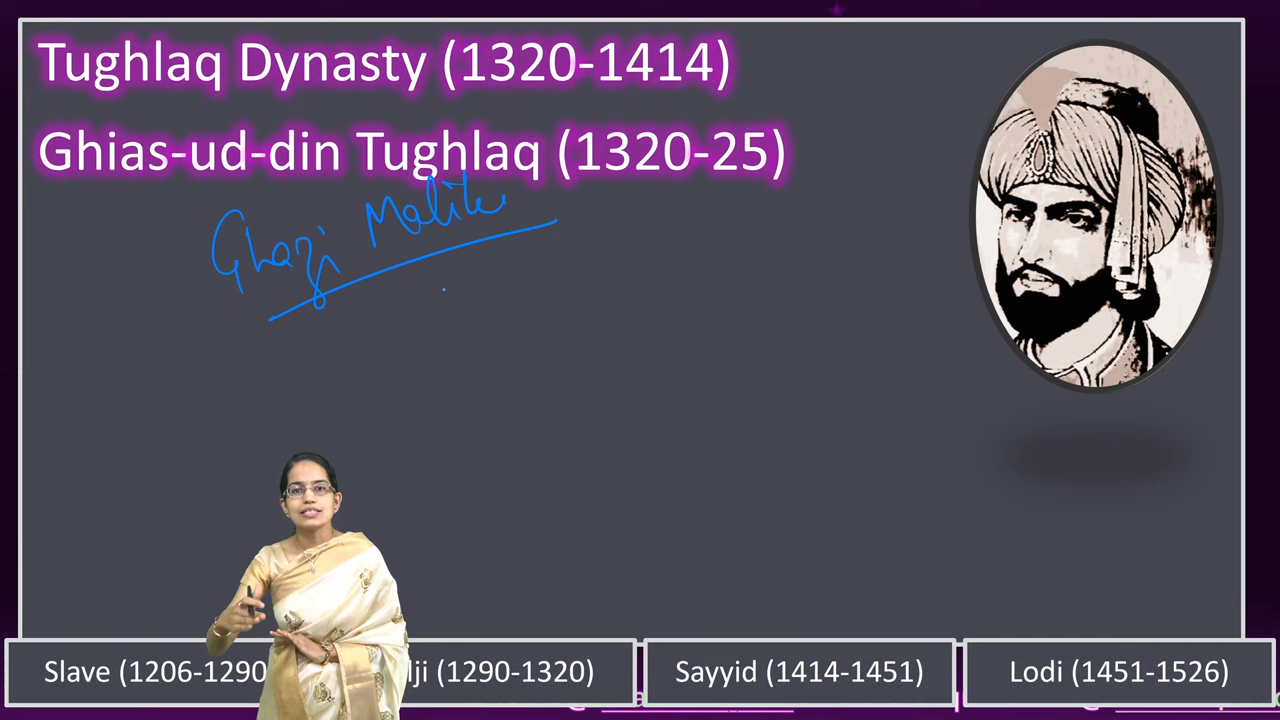 Tughlaq Dynasty (1320-1414)
Ghias-ud-din Tughlaq (1320-25)
Ghazi Malik
Slave (1206-1290
lji (1290-1320)
Sayyid (1414-1451)
Lodi (1451-1526)